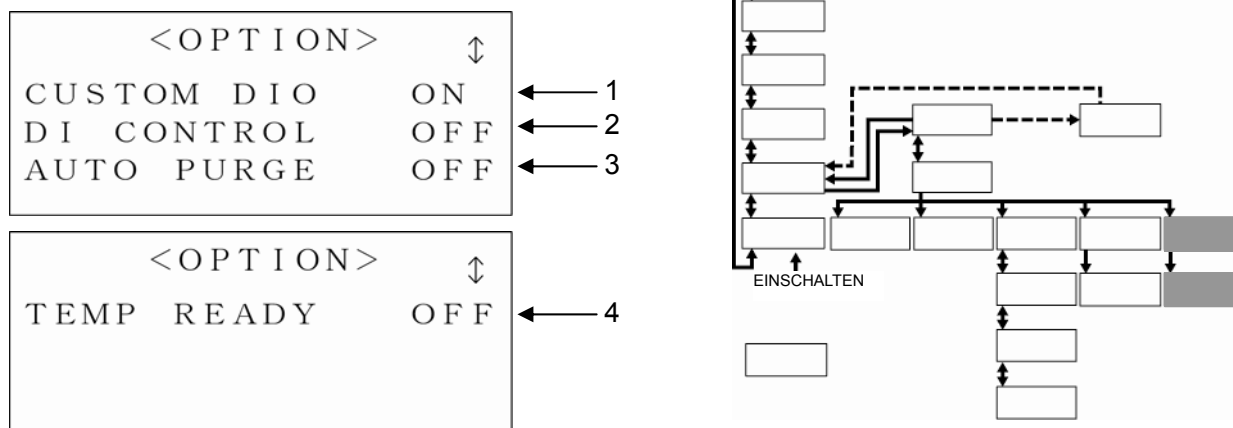 <OPTION> ↕
CUSTOM DIO ON 1
DI CONTROL OFF 2
AUTO PURGE OFF 3
<OPTION> ↕
TEMP READY OFF 4
EINSCHALTEN